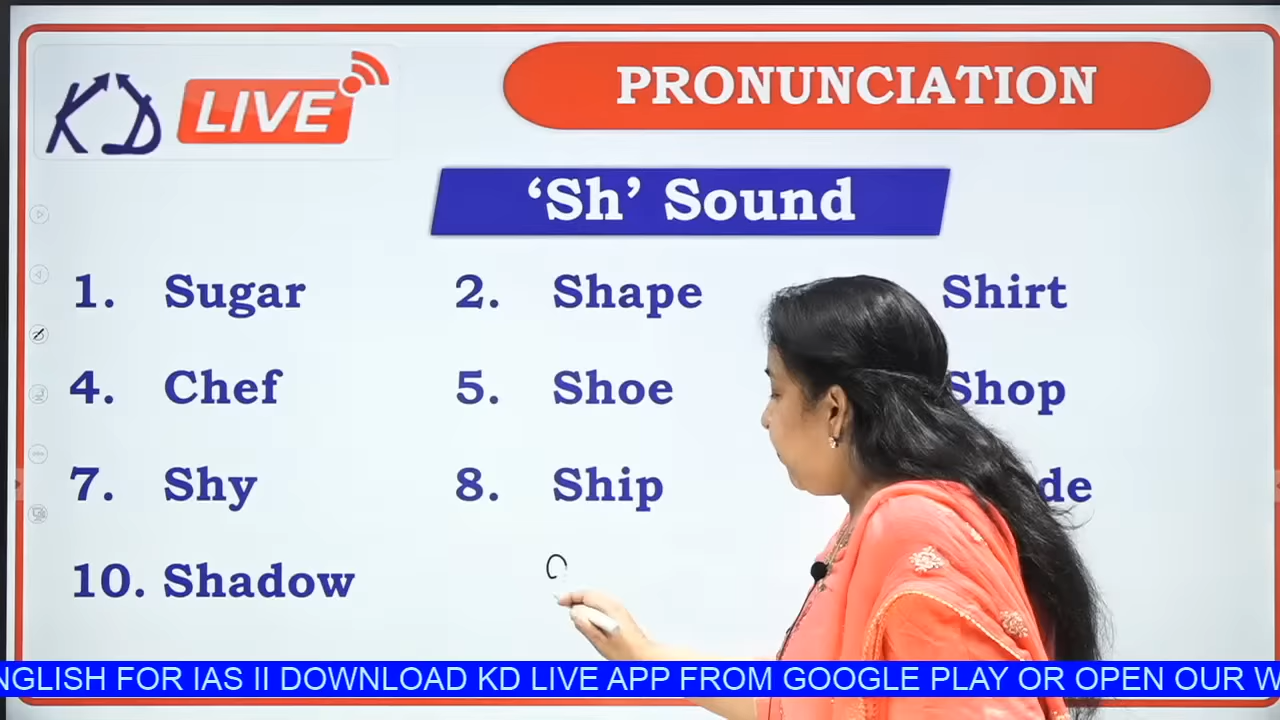 KD LIVE
PRONUNCIATION
‘Sh’ Sound
1. Sugar 2. Shape Shirt
4. Chef 5. Shoe Shop
7. Shy 8. Ship de
10. Shadow
NGLISH FOR IAS II DOWNLOAD KD LIVE APP FROM GOOGLE PLAY OR OPEN OUR W